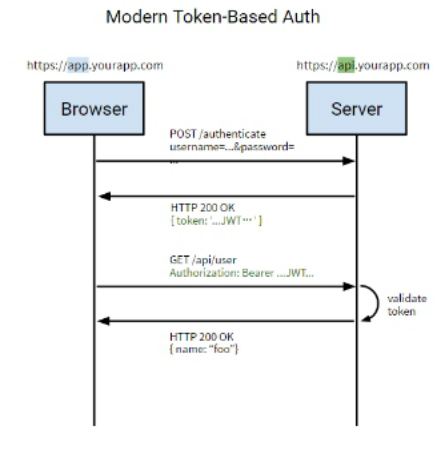 Modern Token-Based Auth
https://app.yourapp.com
https://api.yourapp.com
Browser
Server
POST /authenticate
username=...&password=
...
HTTP 200 OK
{ token: '...JWT...' ]
GET /api/user
Authorization: Bearer ....JWT...
validate
token
HTTP 200 OK
{ name: "foo"}